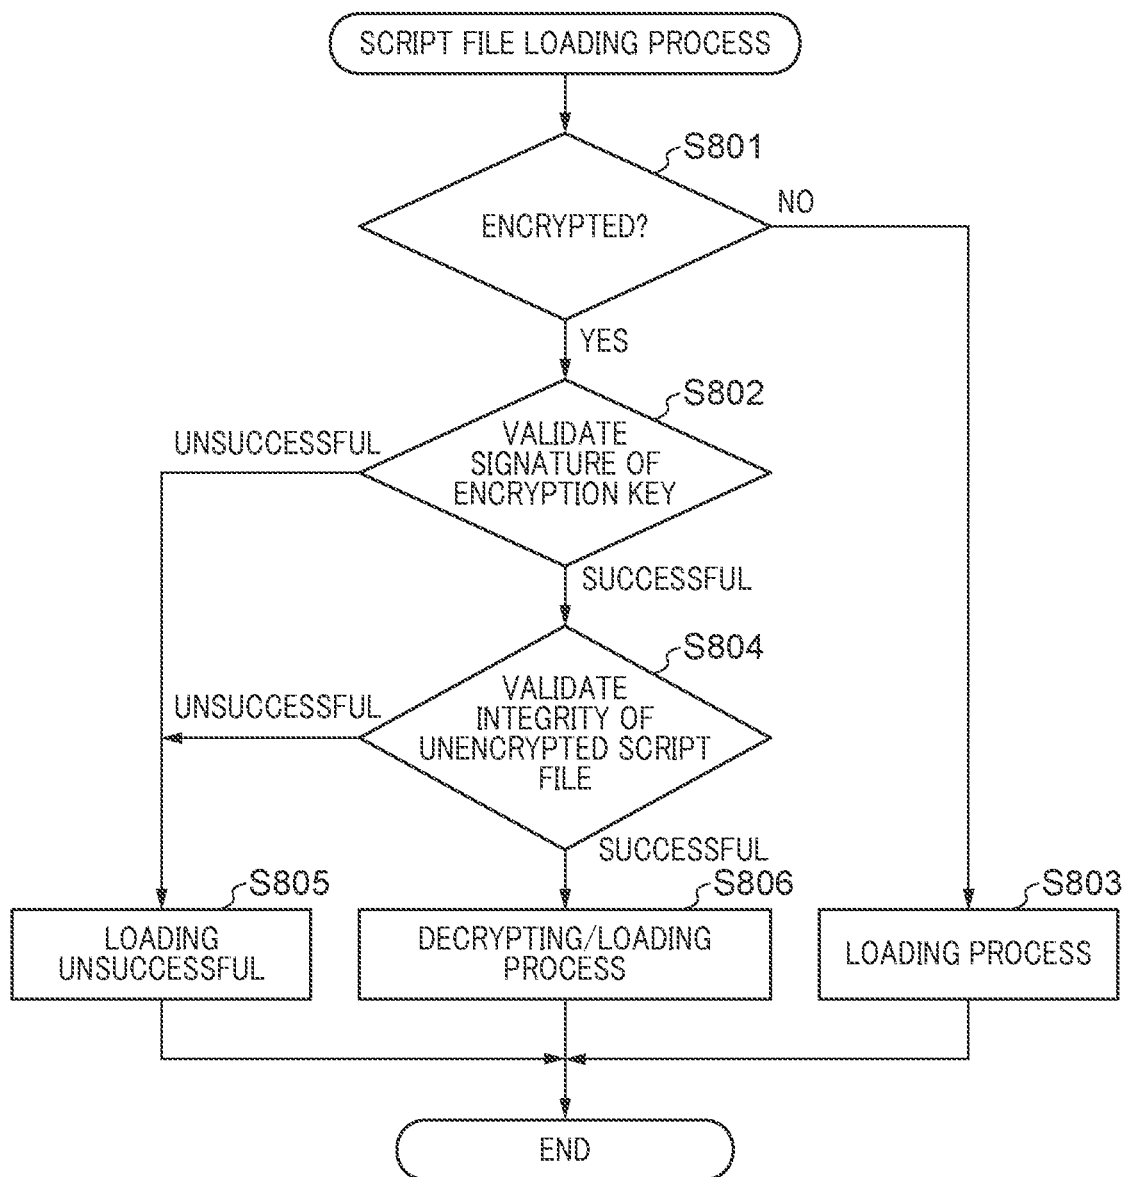 SCRIPT FILE LOADING PROCESS
S801
ENCRYPTED?
NO
YES
S802
UNSUCCESSFUL
VALIDATE
SIGNATURE OF
ENCRYPTION KEY
SUCCESSFUL
S804
UNSUCCESSFUL
VALIDATE
INTEGRITY OF
UNENCRYPTED SCRIPT
FILE
SUCCESSFUL
S805
LOADING
UNSUCCESSFUL
S806
DECRYPTING/LOADING
PROCESS
S803
LOADING PROCESS
END